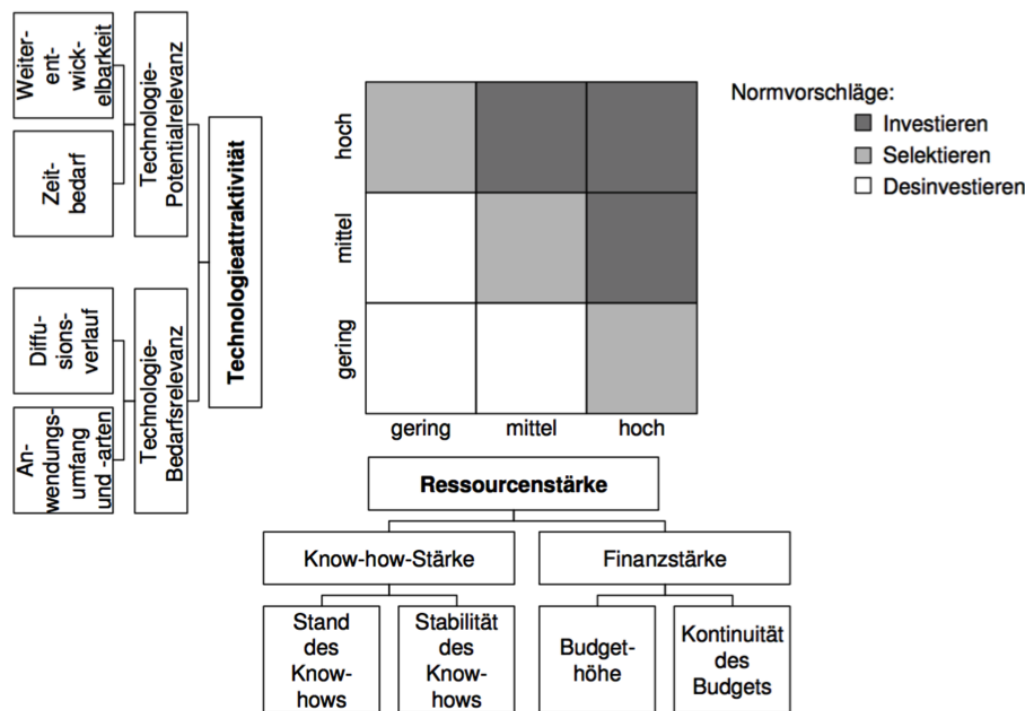 Weiter-
ent-
wick-
elbarkeit
Zeit-
bedarf
Technologie-
Potentialrelevanz
Diffu-
sions-
verlauf
An-
wendungs-
umfang
und -arten
Technologie-
Bedarfsrelevanz
Technologieattraktivität
hoch
mittel
gering
gering
mittel
hoch
Normvorschläge:
Investieren
Selektieren
Desinvestieren
Ressourcenstärke
Know-how-Stärke
Finanzstärke
Stand
des
Know-
hows
Stabilität
des
Know-
hows
Budget-
höhe
Kontinuität
des
Budgets